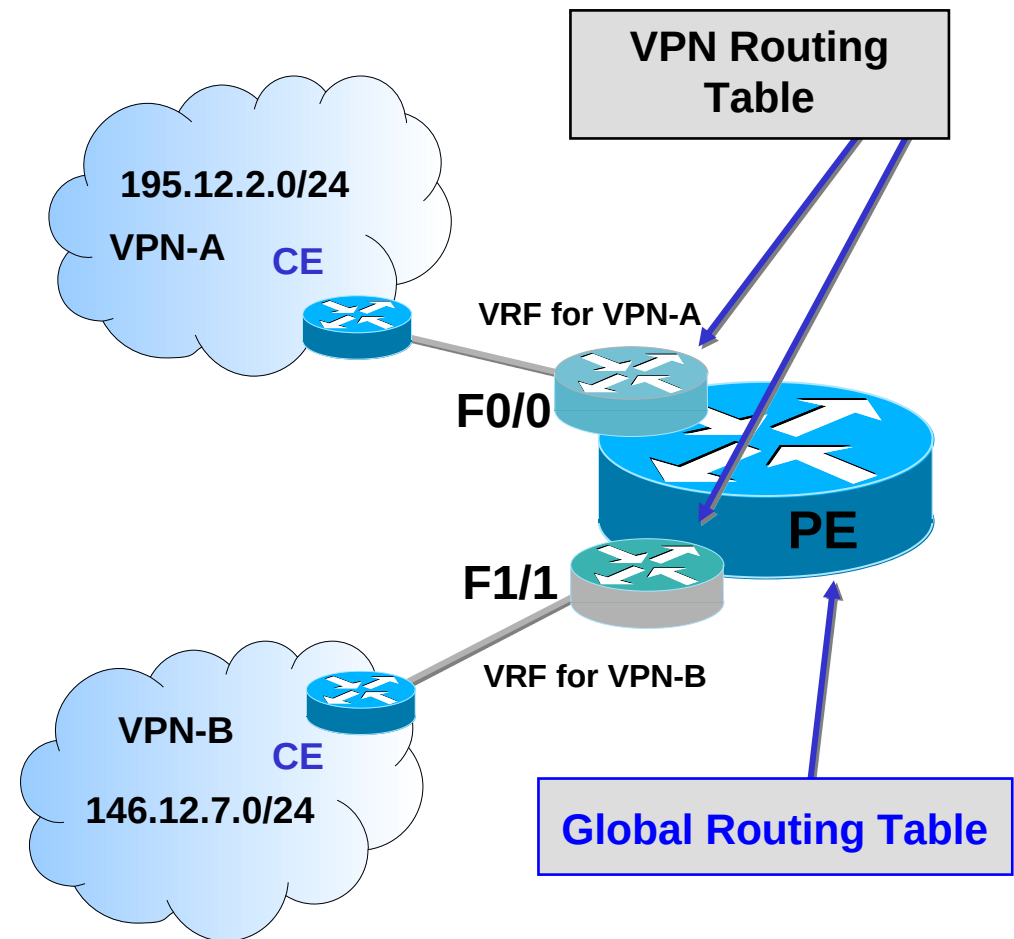 VPN Routing
Table
195.12.2.0/24
VPN-A
CE
VRF for VPN-A
F0/0
PE
F1/1
VRF for VPN-B
VPN-B
CE
146.12.7.0/24
Global Routing Table